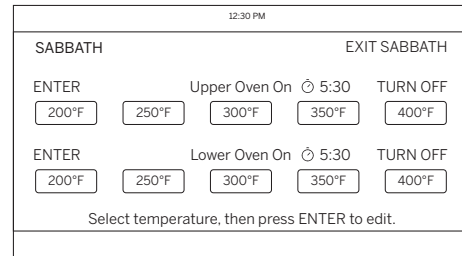 12:30 PM
SABBATH EXIT SABBATH
ENTER Upper Oven On 5:30 TURN OFF
200°F 250°F 300°F 350°F 400°F
ENTER Lower Oven On 5:30 TURN OFF
200°F 250°F 300°F 350°F 400°F
Select temperature, then press ENTER to edit.